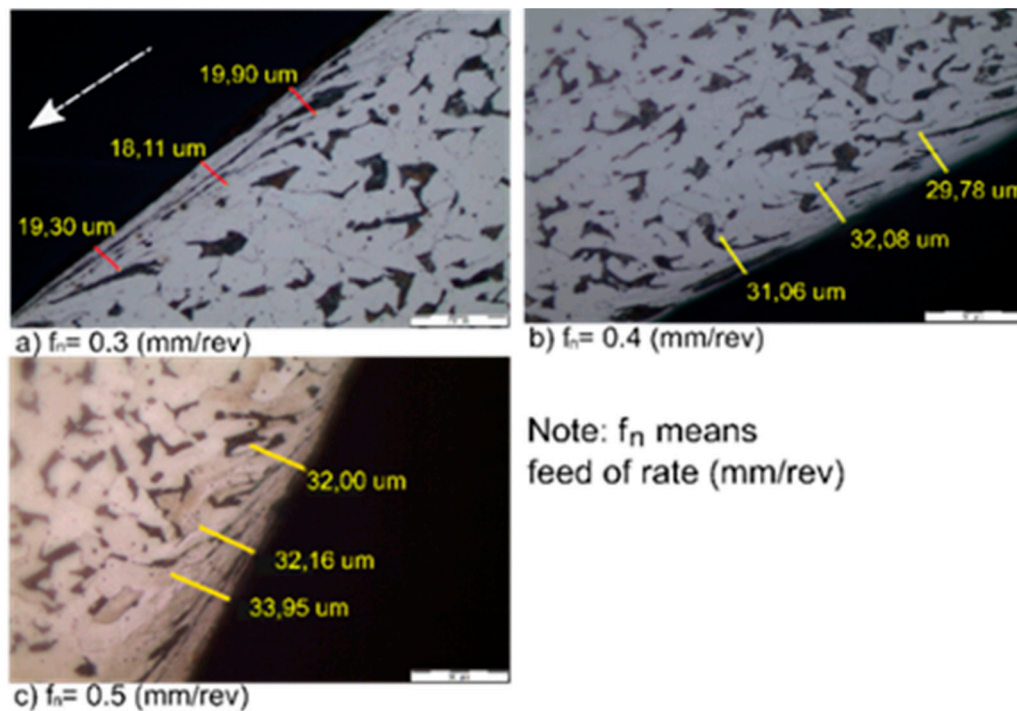 19,90 um
18,11 um
19,30 um
a) fn= 0.3 (mm/rev)
29,78 um
32,08 um
31,06 um
b) fn= 0.4 (mm/rev)
32,00 um
32,16 um
33,95 um
c) fn= 0.5 (mm/rev)
Note: fn means
feed of rate (mm/rev)